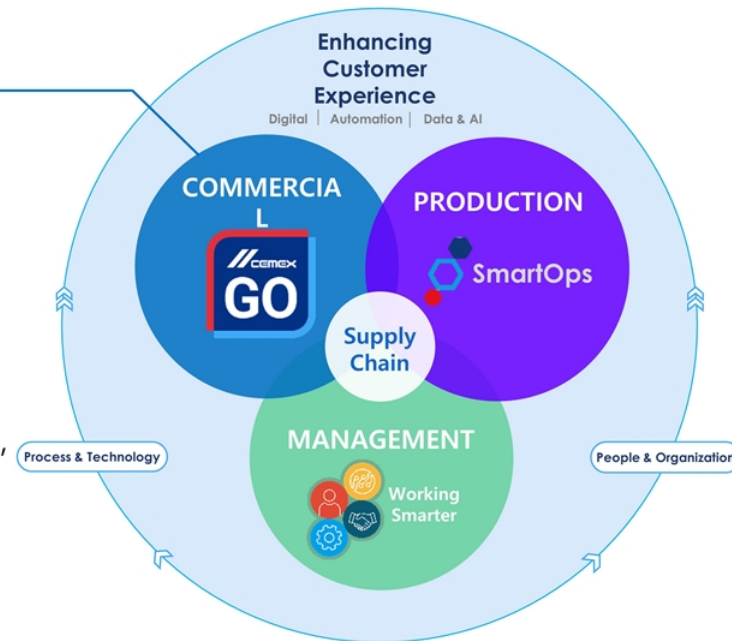 Enhancing
Customer
Experience
Digital | Automation | Data & AI
COMMERCIA
L
CEMEX
GO
PRODUCTION
SmartOps
Supply
Chain
,
Process & Technology
People & Organization
MANAGEMENT
Working
Smarter